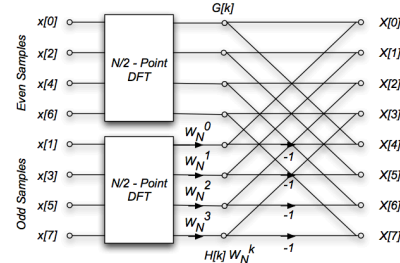 G[k]
Even Samples
x[0]
x[2]
x[4]
x[6]
N/2 - Point
DFT
X[0]
X[1]
X[2]
X[3]
Odd Samples
x[1]
x[3]
x[5]
x[7]
N/2 - Point
DFT
W_N^0
W_N^1
W_N^2
W_N^3
-1
-1
-1
-1
X[4]
X[5]
X[6]
X[7]
H[k] W_N^k